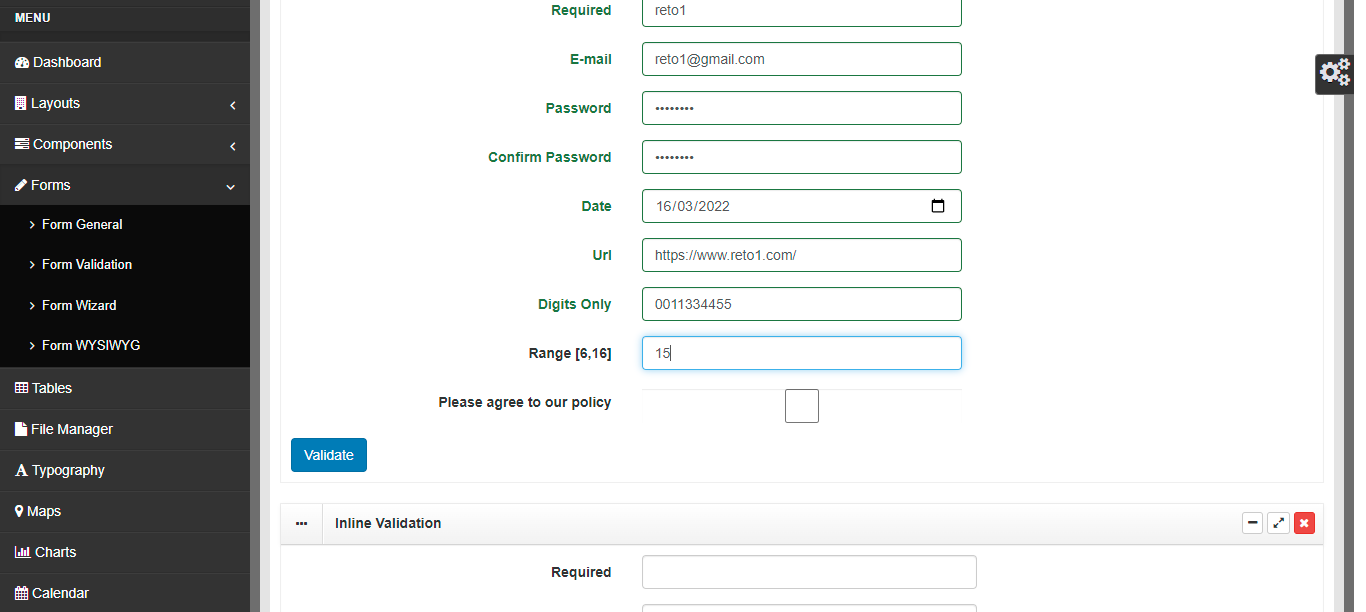 MENU
Dashboard
Layouts
Components
Forms
Form General
Form Validation
Form Wizard
Form WYSIWYG
Tables
File Manager
Typography
Maps
Charts
Calendar
Required reto1
E-mail reto1@gmail.com
Password ••••••••
Confirm Password ••••••••
Date 16/03/2022
Url https://www.reto1.com/
Digits Only 0011334455
Range [6,16] 15
Please agree to our policy
Validate
Inline Validation
Required